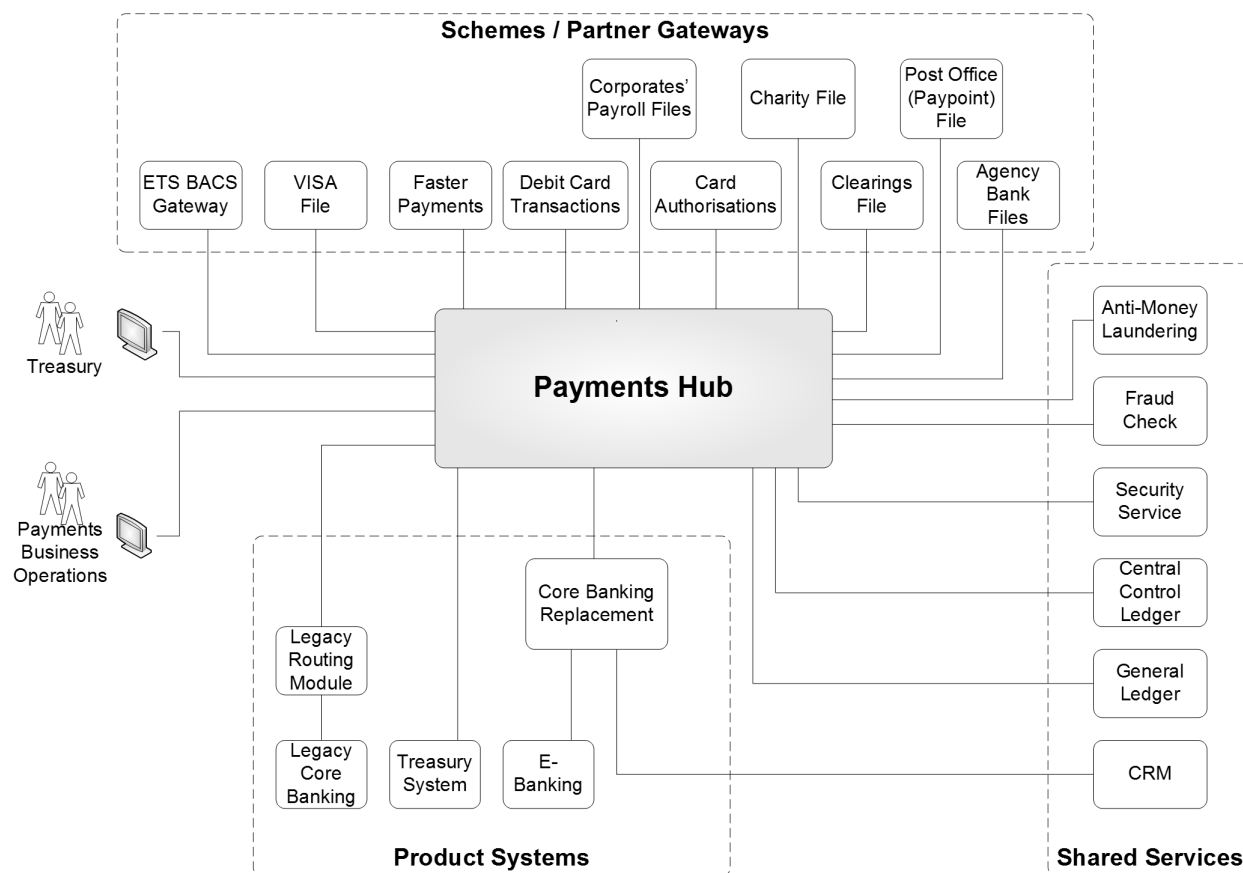 Schemes / Partner Gateways
Corporates’
Payroll Files
Charity File
Post Office
(Paypoint)
File
ETS BACS
Gateway
VISA
File
Faster
Payments
Debit Card
Transactions
Card
Authorisations
Clearings
File
Agency
Bank
Files
Treasury
Payments Hub
Anti-Money
Laundering
Fraud
Check
Payments
Business
Operations
Security
Service
Core Banking
Replacement
Central
Control
Ledger
Legacy
Routing
Module
General
Ledger
Legacy
Core
Banking
Treasury
System
E-
Banking
CRM
Product Systems
Shared Services